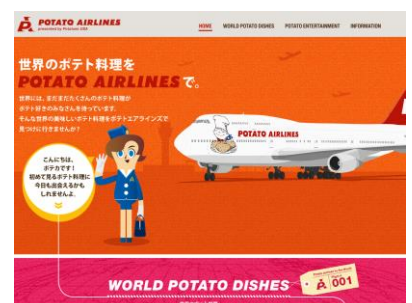 POTATO AIRLINES
presented by Potatoes USA
HOME
WORLD POTATO DISHES
POTATO ENTERTAINMENT
INFORMATION
世界のポテト料理を
POTATO AIRLINESで。
世界には、まだまだたくさんのポテト料理が
ポテト好きのみなさんを待っています。
そんな世界の美味しいポテト料理をポテトエアラインズで
見つけに行きませんか?
POTATO AIRLINES
こんにちは、
ポテカです!
初めて見るポテト料理に
今日も出会えるかも
しれませんよ。
WORLD POTATO DISHES
001